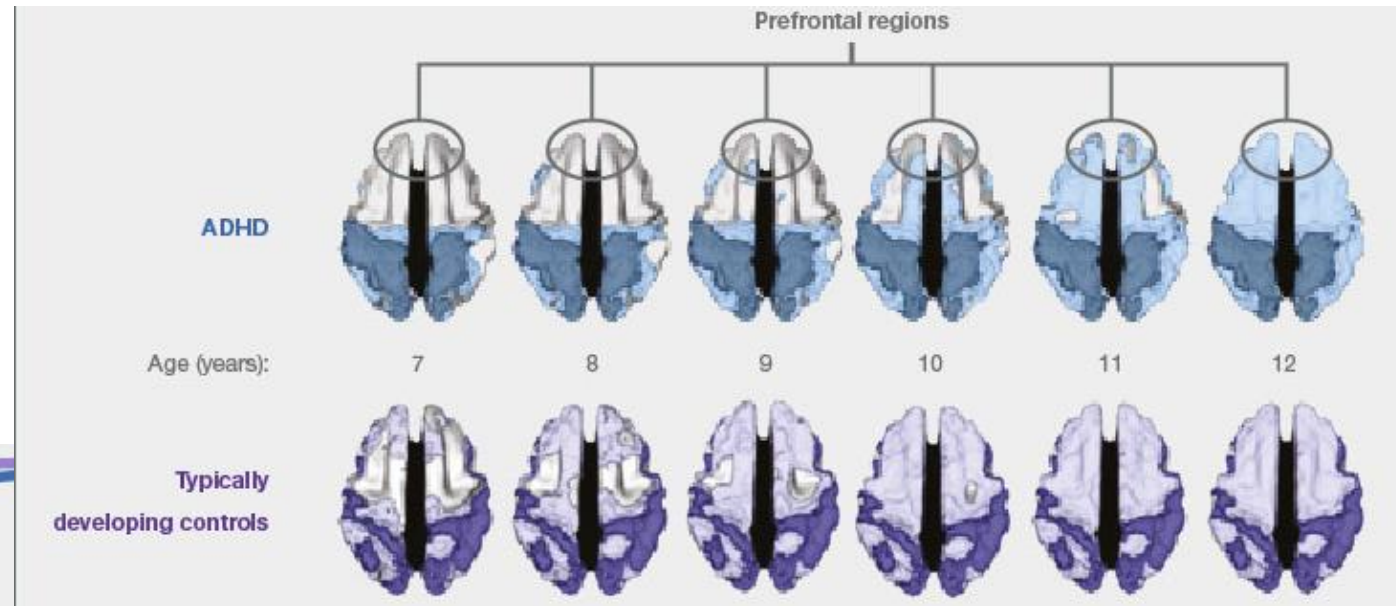 Prefrontal regions
ADHD
Age (years):
7
8
9
10
11
12
Typically
developing controls